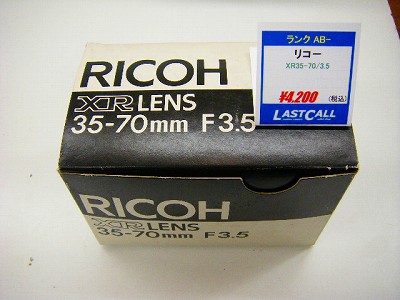 RICOH
XR LENS
35-70mm F3.5
ランク AB-
リコー
XR35-70/3.5
¥4,200 (税込)
LASTCALL
RICOH
XR LENS
35-70mm F3.5